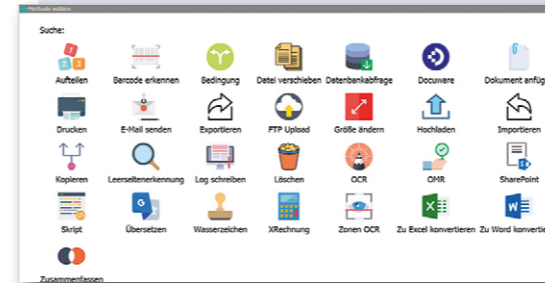 Methode wählen
Suche:
Aufteilen Barcode erkennen Bedingung Datei verschieben Datenbankabfrage Docuware Dokument anfüg
Drucken E-Mail senden Exportieren FTP Upload Größe ändern Hochladen Importieren
Kopieren Leerseitenerkennung Log schreiben Löschen OCR OMR SharePoint
Skript Übersetzen Wasserzeichen XRechnung Zonen OCR Zu Excel konvertieren Zu Word konvertie
Zusammenfassen